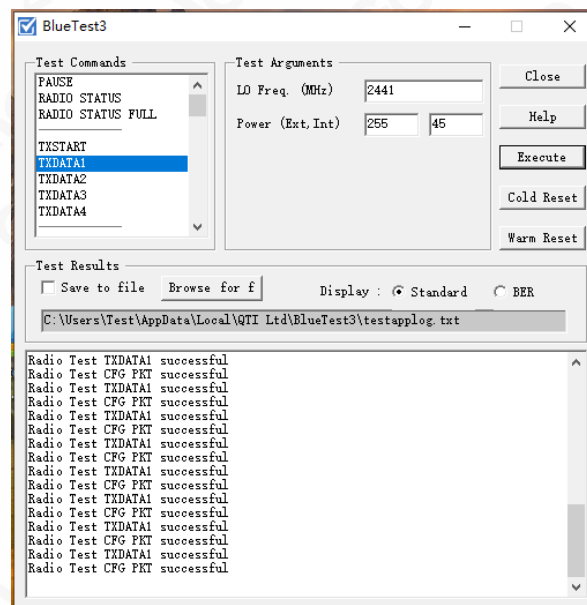 BlueTest3
Test Commands
PAUSE
RADIO STATUS
RADIO STATUS FULL
TXSTART
TXDATA1
TXDATA2
TXDATA3
TXDATA4
Test Arguments
LO Freq. (MHz) 2441
Power (Ext, Int) 255 45
Close
Help
Execute
Cold Reset
Warm Reset
Test Results
Save to file Browse for f Display : Standard BER
C:\Users\Test\AppData\Local\QTI Ltd\BlueTest3\testapplog.txt
Radio Test TXDATA1 successful
Radio Test CFG PKT successful
Radio Test TXDATA1 successful
Radio Test CFG PKT successful
Radio Test TXDATA1 successful
Radio Test CFG PKT successful
Radio Test TXDATA1 successful
Radio Test CFG PKT successful
Radio Test TXDATA1 successful
Radio Test CFG PKT successful
Radio Test TXDATA1 successful
Radio Test CFG PKT successful
Radio Test TXDATA1 successful
Radio Test CFG PKT successful
Radio Test TXDATA1 successful
Radio Test CFG PKT successful